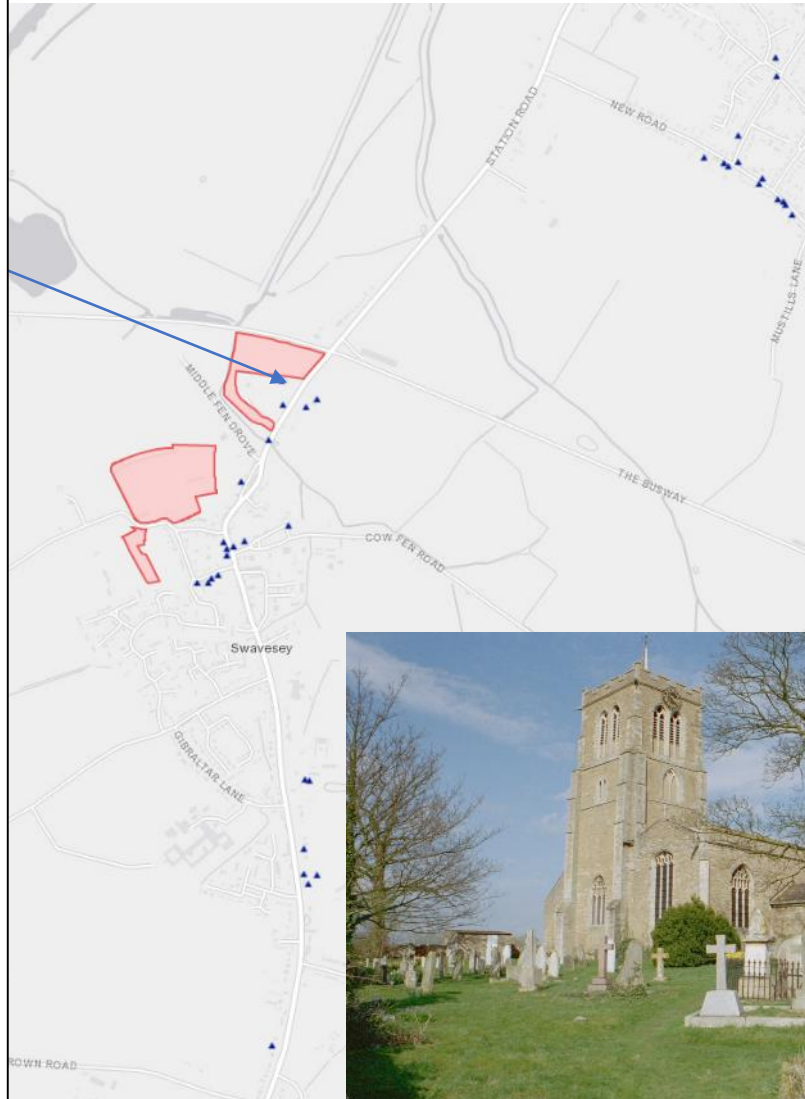 STATION ROAD
NEW ROAD
MUSTILLS LANE
MIDDLE FEN DROVE
THE BUSWAY
COW FEN ROAD
Swavesey
GIBRALTAR LANE
ROWN ROAD